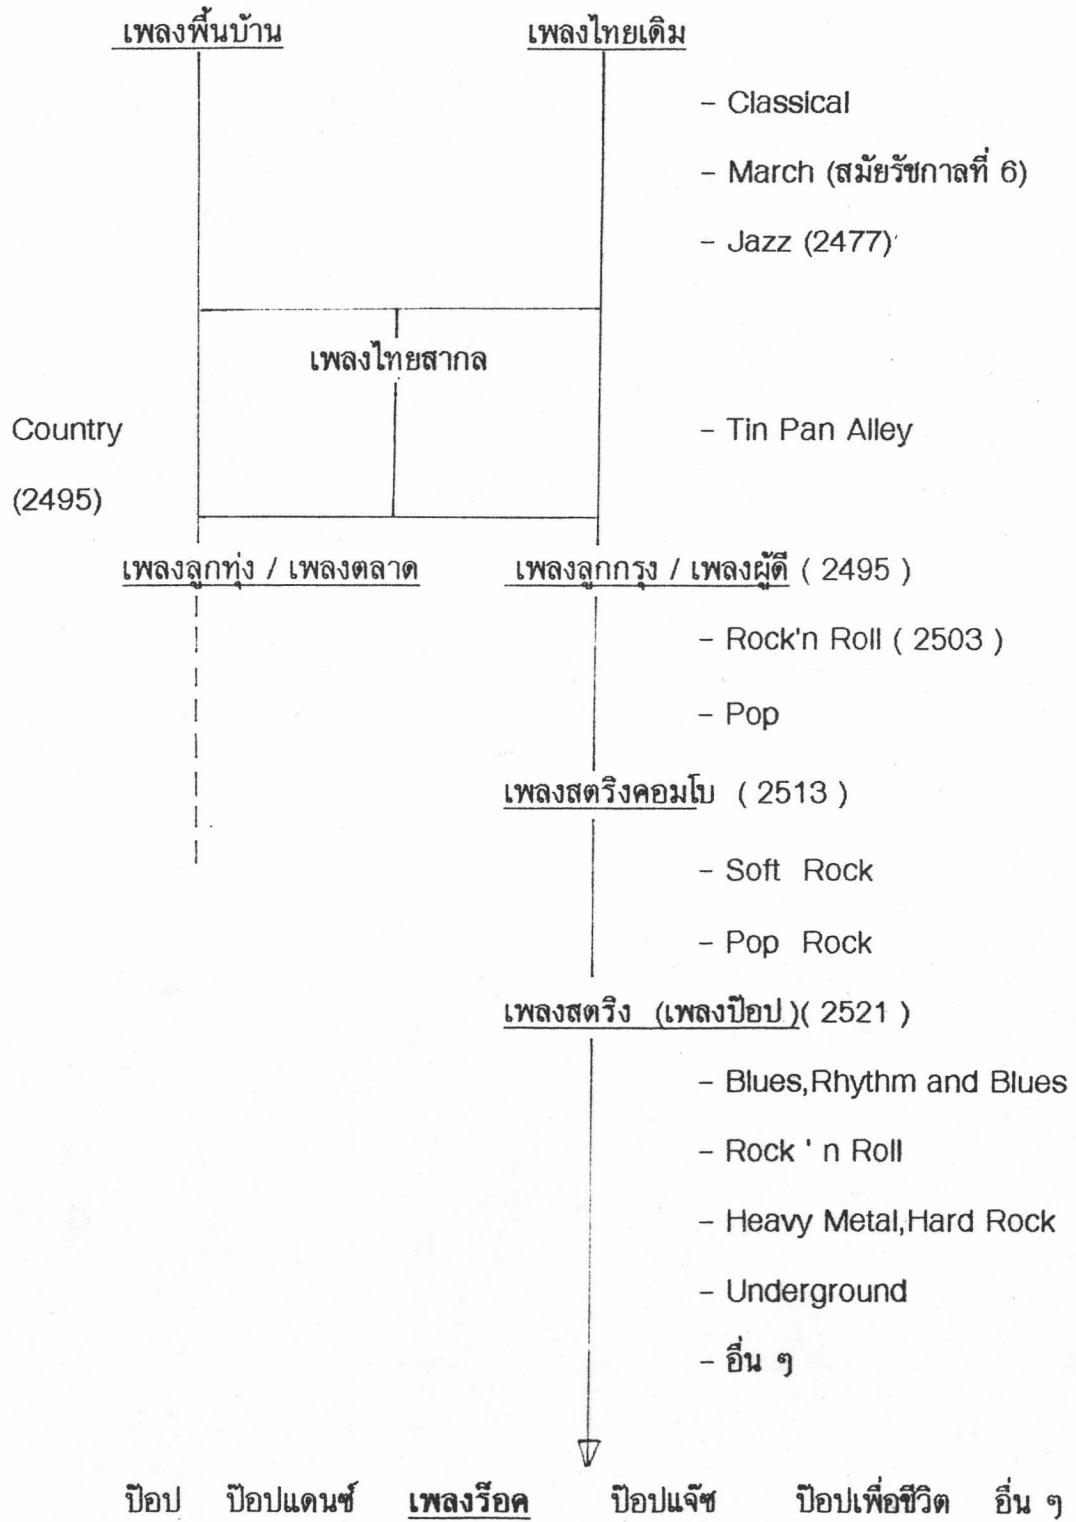 เพลงพื้นบ้าน เพลงไทยเดิม
- Classical
- March (สมัยรัชกาลที่ 6)
- Jazz (2477)
เพลงไทยสากล
Country - Tin Pan Alley
(2495)
เพลงลูกทุ่ง / เพลงตลาด เพลงลูกกรุง / เพลงผู้ดี ( 2495 )
- Rock'n Roll ( 2503 )
- Pop
เพลงสตริงคอมโบ ( 2513 )
- Soft Rock
- Pop Rock
เพลงสตริง (เพลงป๊อป)( 2521 )
- Blues,Rhythm and Blues
- Rock ' n Roll
- Heavy Metal,Hard Rock
- Underground
- อื่น ๆ
ป๊อป ป๊อปแดนซ์ เพลงร็อค ป๊อปแจ๊ซ ป๊อปเพื่อชีวิต อื่น ๆ